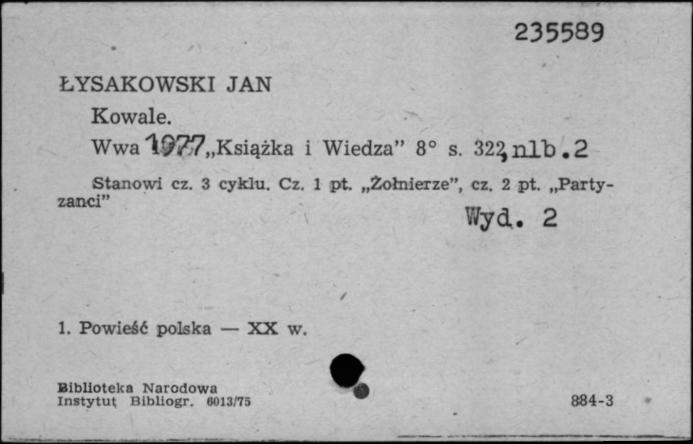 235589
ŁYSAKOWSKI JAN
Kowale.
Wwa 1977 „Książka i Wiedza” 8° s. 322, nlb. 2
Stanowi cz. 3 cyklu. Cz. 1 pt. „Żołnierze”, cz. 2 pt. „Party-
zanci”
Wyd. 2
1. Powieść polska — XX w.
Biblioteka Narodowa
Instytut Bibliogr. 6013/75
884-3